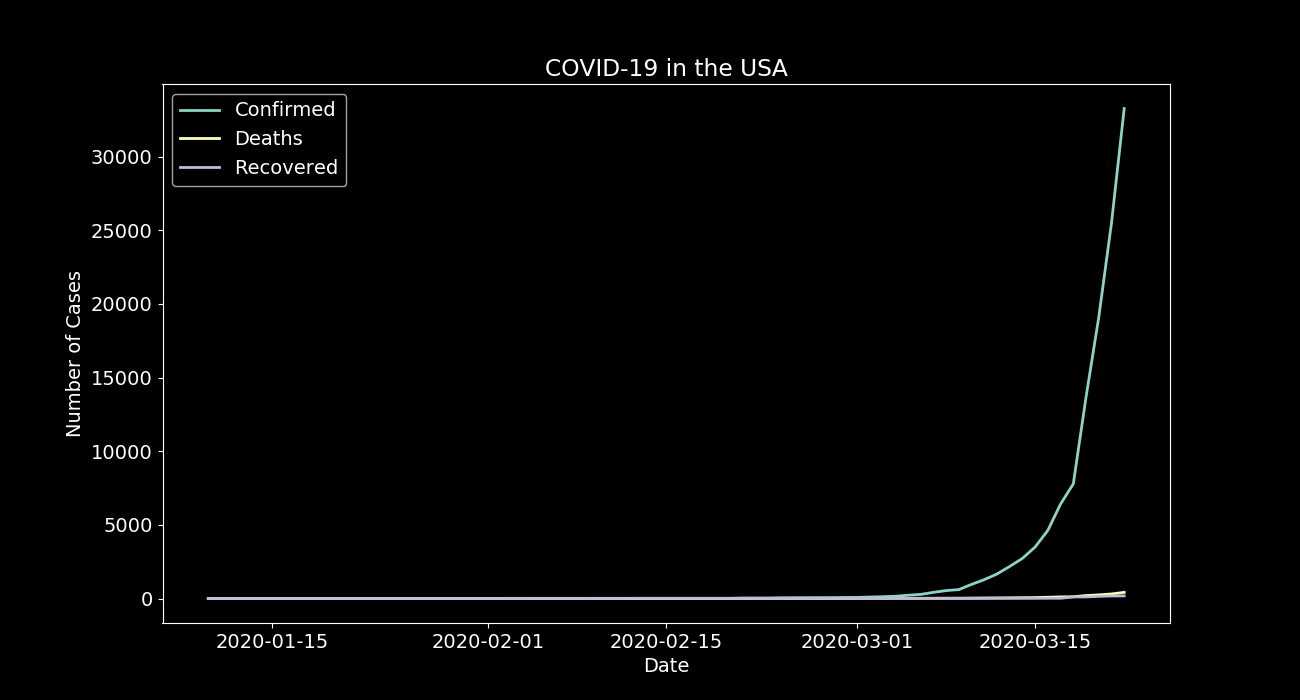 COVID-19 in the USA
Confirmed
Deaths
Recovered
30000
25000
20000
15000
10000
5000
0
Number of Cases
2020-01-15 2020-02-01 2020-02-15 2020-03-01 2020-03-15
Date